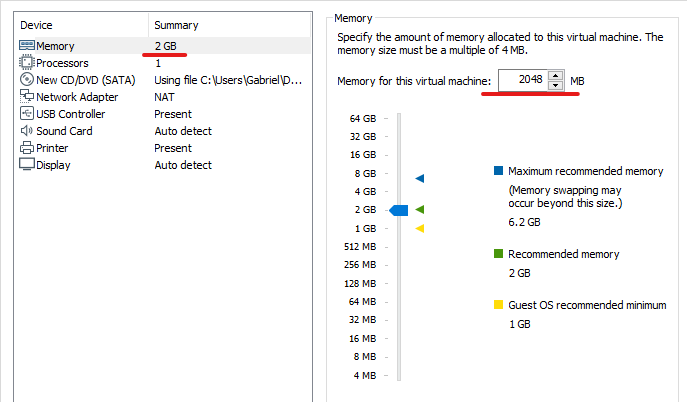 Device Summary
Memory 2 GB
Processors 1
New CD/DVD (SATA) Using file C:\Users\Gabriel\D...
Network Adapter NAT
USB Controller Present
Sound Card Auto detect
Printer Present
Display Auto detect
Memory
Specify the amount of memory allocated to this virtual machine. The
memory size must be a multiple of 4 MB.
Memory for this virtual machine: 2048 MB
64 GB
32 GB
16 GB
8 GB
4 GB
2 GB
1 GB
512 MB
256 MB
128 MB
64 MB
32 MB
16 MB
8 MB
4 MB
Maximum recommended memory
(Memory swapping may
occur beyond this size.)
6.2 GB
Recommended memory
2 GB
Guest OS recommended minimum
1 GB